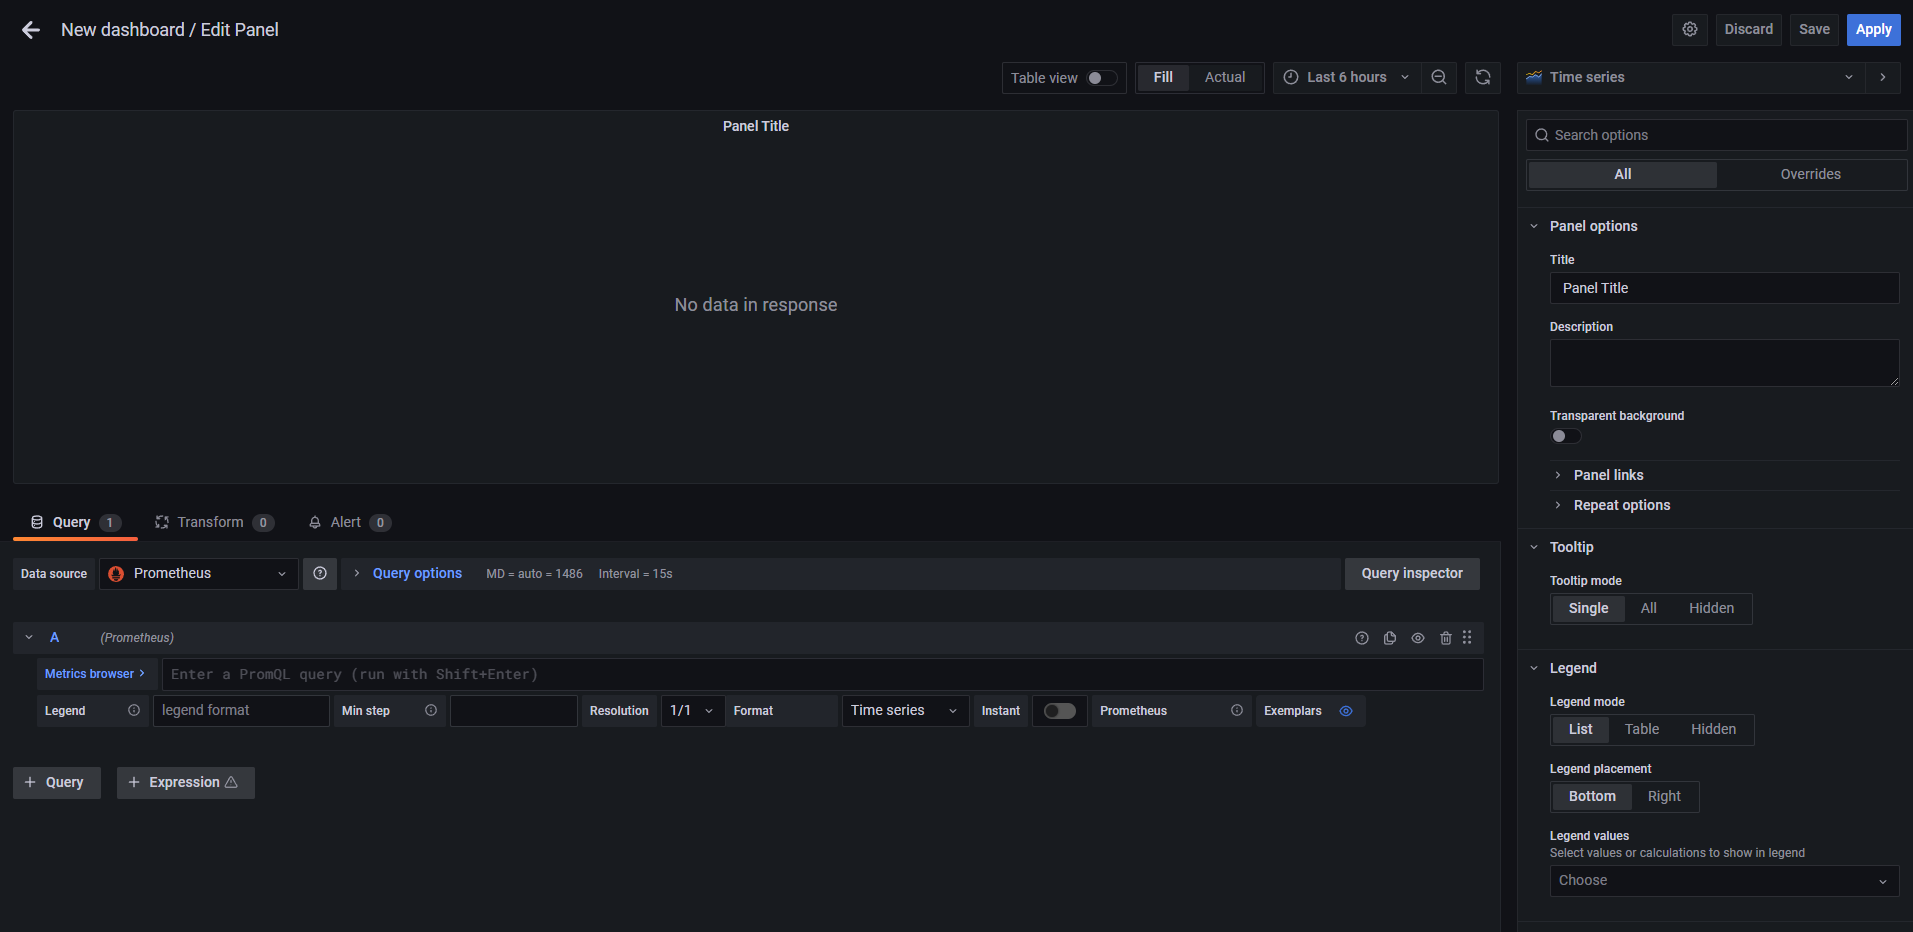 New dashboard / Edit Panel
Discard
Save
Apply
Table view
Fill
Actual
Last 6 hours
Time series
Panel Title
No data in response
Search options
All
Overrides
Panel options
Title
Panel Title
Description
Transparent background
Panel links
Repeat options
Tooltip
Tooltip mode
Single
All
Hidden
Legend
Legend mode
List
Table
Hidden
Legend placement
Bottom
Right
Legend values
Select values or calculations to show in legend
Choose
Query 1
Transform 0
Alert 0
Data source
Prometheus
Query options
MD = auto = 1486
Interval = 15s
Query inspector
A
(Prometheus)
Metrics browser
Enter a PromQL query (run with Shift+Enter)
Legend
legend format
Min step
Resolution
1/1
Format
Time series
Instant
Prometheus
Exemplars
+ Query
+ Expression